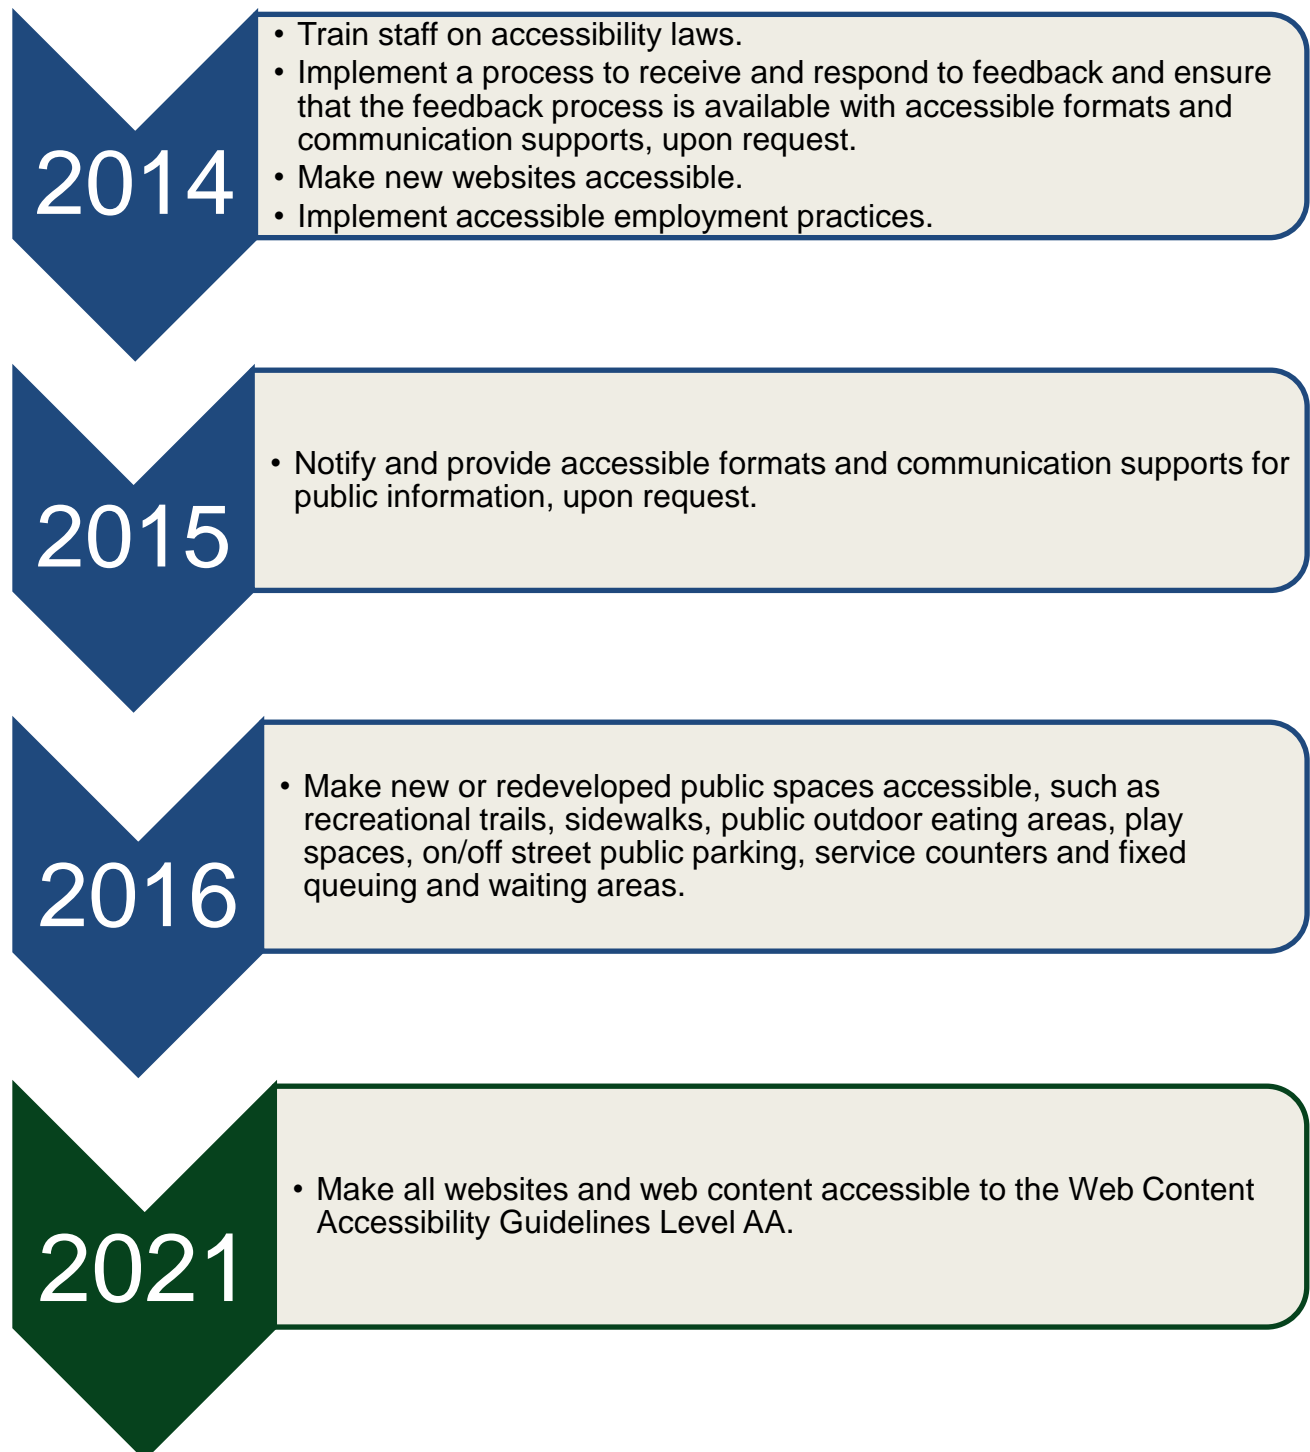 2014
• Train staff on accessibility laws.
• Implement a process to receive and respond to feedback and ensure
that the feedback process is available with accessible formats and
communication supports, upon request.
• Make new websites accessible.
• Implement accessible employment practices.
2015
• Notify and provide accessible formats and communication supports for
public information, upon request.
2016
• Make new or redeveloped public spaces accessible, such as
recreational trails, sidewalks, public outdoor eating areas, play
spaces, on/off street public parking, service counters and fixed
queuing and waiting areas.
2021
• Make all websites and web content accessible to the Web Content
Accessibility Guidelines Level AA.